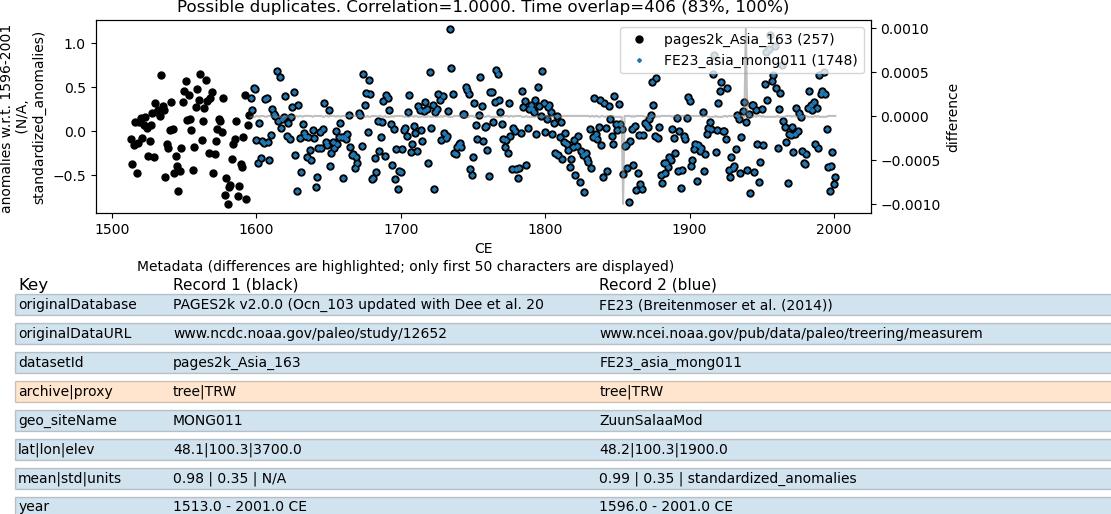 Possible duplicates. Correlation=1.0000. Time overlap=406 (83%, 100%)
anomalies w.r.t. 1596-2001
(N/A,
standardized_anomalies)
1.0
0.5
0.0
−0.5
pages2k_Asia_163 (257)
FE23_asia_mong011 (1748)
0.0010
0.0005
0.0000
−0.0005
−0.0010
difference
1500 1600 1700 1800 1900 2000
CE
Metadata (differences are highlighted; only first 50 characters are displayed)
Key Record 1 (black) Record 2 (blue)
originalDatabase PAGES2k v2.0.0 (Ocn_103 updated with Dee et al. 20 FE23 (Breitenmoser et al. (2014))
originalDataURL www.ncdc.noaa.gov/paleo/study/12652 www.ncei.noaa.gov/pub/data/paleo/treering/measurem
datasetId pages2k_Asia_163 FE23_asia_mong011
archive|proxy tree|TRW tree|TRW
geo_siteName MONG011 ZuunSalaaMod
lat|lon|elev 48.1|100.3|3700.0 48.2|100.3|1900.0
mean|std|units 0.98 | 0.35 | N/A 0.99 | 0.35 | standardized_anomalies
year 1513.0 - 2001.0 CE 1596.0 - 2001.0 CE